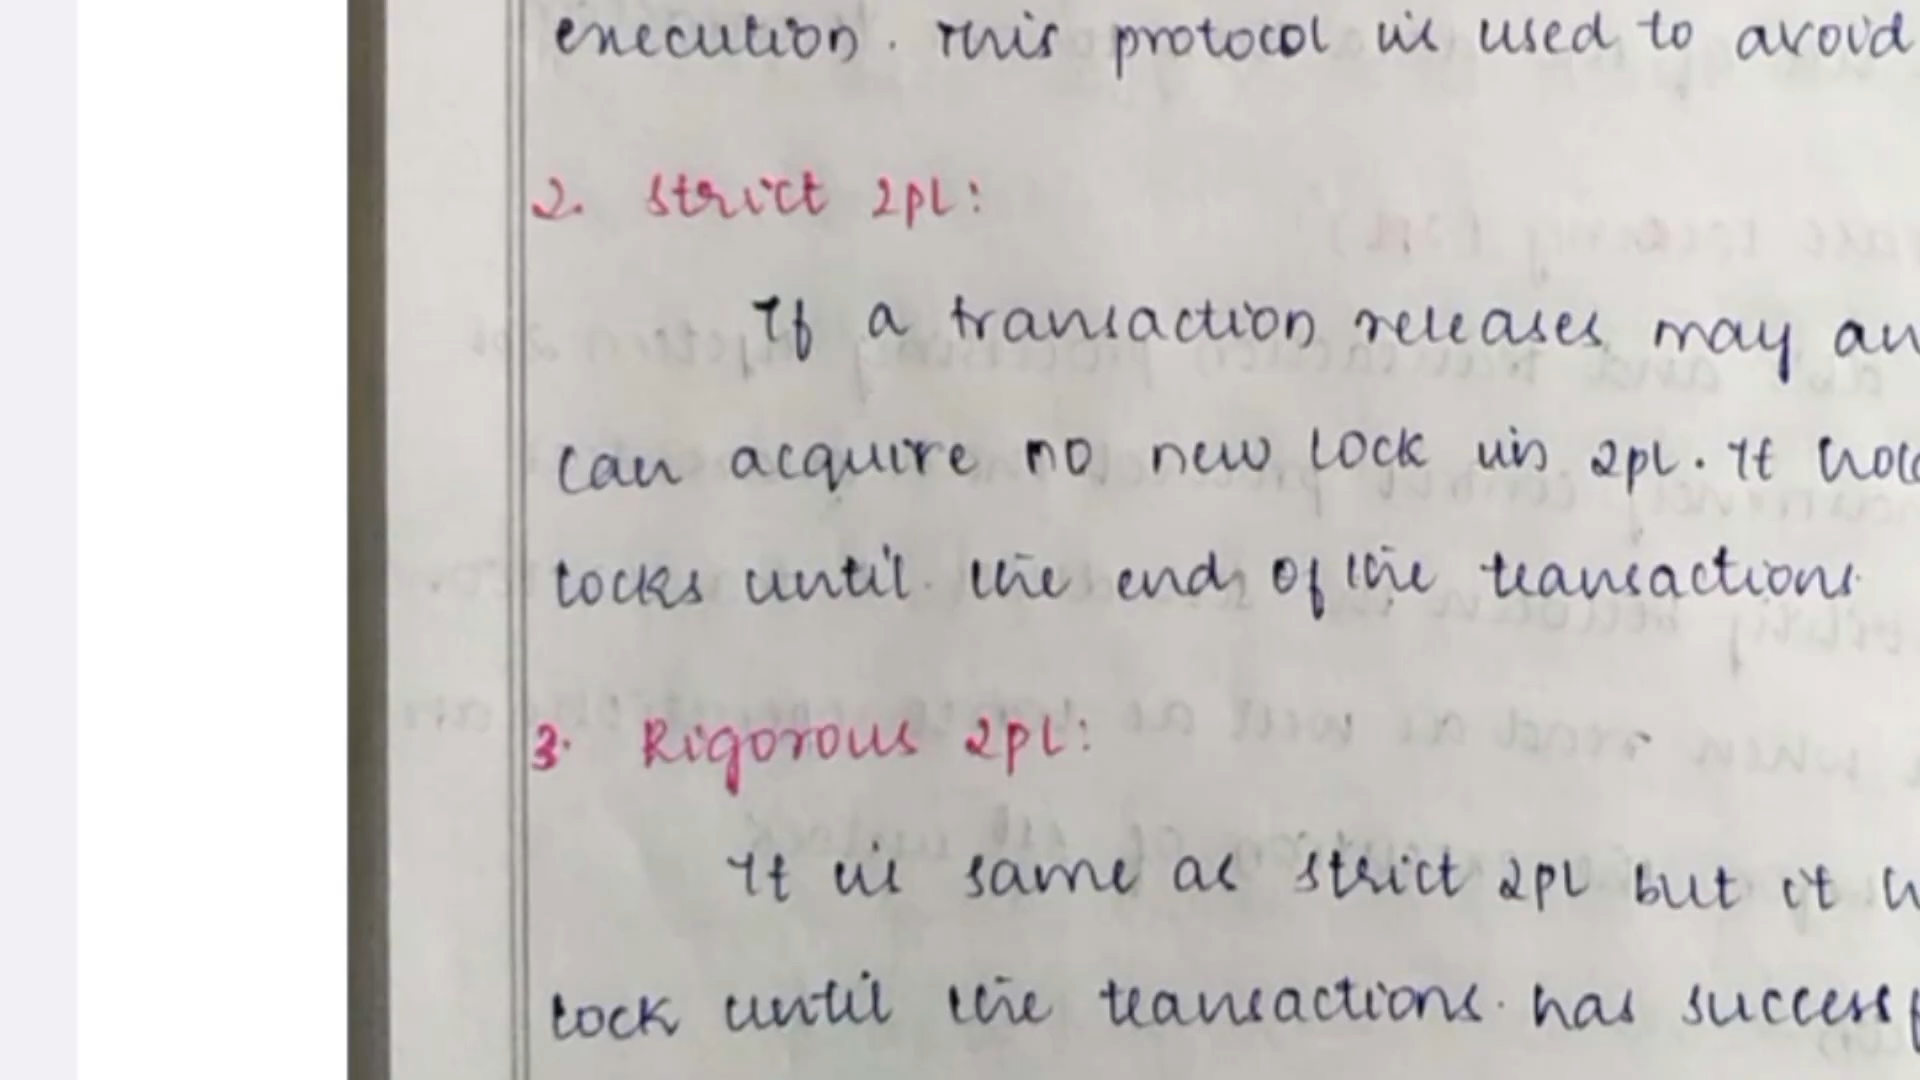 execution. This protocol is used to avoid
2. Strict 2pl:
If a transaction releases may an
can acquire no new lock in 2pl. It hold
locks until the end of the transactions
3. Rigorous 2pl:
It is same as strict 2pl but it h
lock until the transactions has success